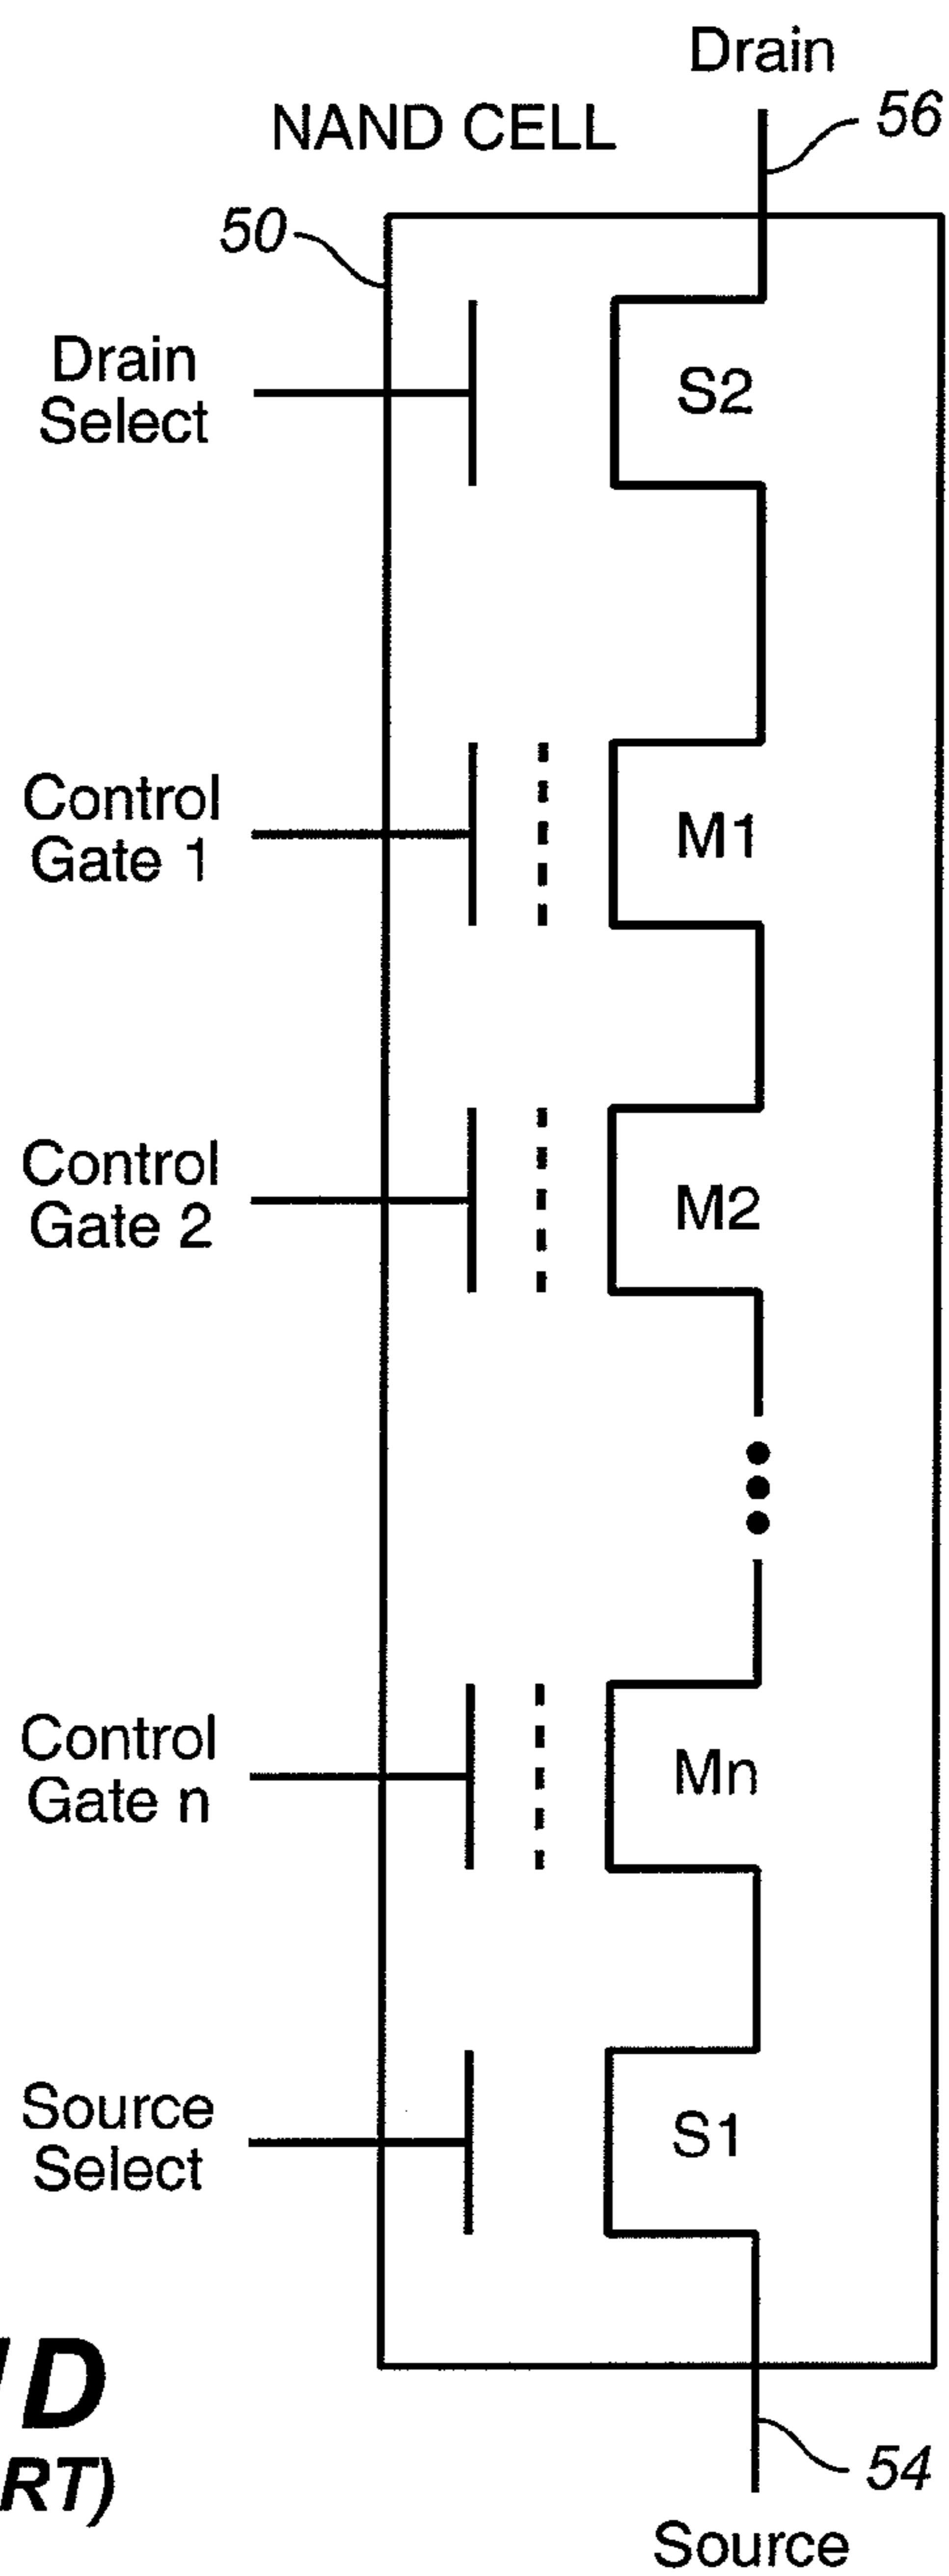 Drain
56
NAND CELL
50
Drain
Select
S2
Control
Gate 1
M1
Control
Gate 2
M2
Control
Gate n
Mn
Source
Select
S1
D
RT)
54
Source